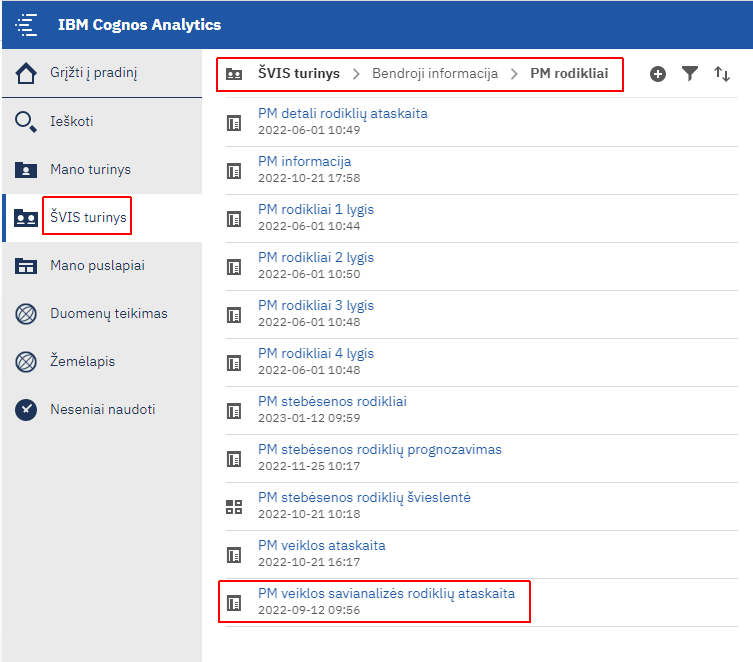 IBM Cognos Analytics
Grįžti į pradinį
Ieškoti
Mano turinys
ŠVIS turinys
Mano puslapiai
Duomenų teikimas
Žemėlapis
Neseniai naudoti
ŠVIS turinys > Bendroji informacija > PM rodikliai
PM detali rodiklių ataskaita
2022-06-01 10:49
PM informacija
2022-10-21 17:58
PM rodikliai 1 lygis
2022-06-01 10:44
PM rodikliai 2 lygis
2022-06-01 10:50
PM rodikliai 3 lygis
2022-06-01 10:48
PM rodikliai 4 lygis
2022-06-01 10:48
PM stebėsenos rodikliai
2023-01-12 09:59
PM stebėsenos rodiklių prognozavimas
2022-11-25 10:17
PM stebėsenos rodiklių švieslentė
2022-10-21 10:18
PM veiklos ataskaita
2022-10-21 16:17
PM veiklos savianalizės rodiklių ataskaita
2022-09-12 09:56